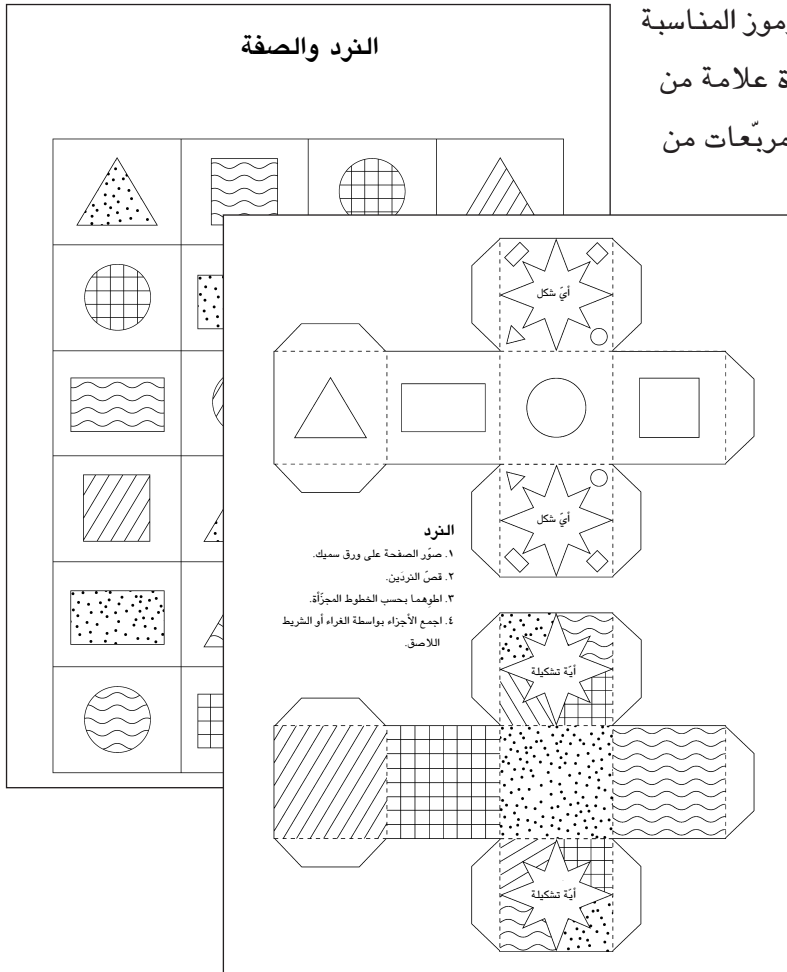 المناسبة
علامة من
مربّعات من
النرد والصفة
أيّ شكل
أيّ شكل
النرد
١. صوّر الصفحة على ورق سميك.
٢. قصّ النردَين.
٣. اطوِهما بحسب الخطوط المجزّأة.
٤. اجمع الأجزاء بواسطة الغراء أو الشريط
اللاصق.
أيّة تشكيلة
أيّة تشكيلة